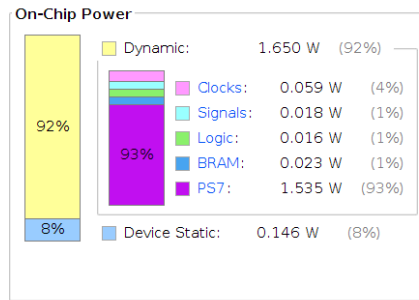 On-Chip Power
Dynamic: 1.650 W (92%)
92%
Clocks: 0.059 W (4%)
Signals: 0.018 W (1%)
Logic: 0.016 W (1%)
BRAM: 0.023 W (1%)
93%
PS7: 1.535 W (93%)
8%
Device Static: 0.146 W (8%)